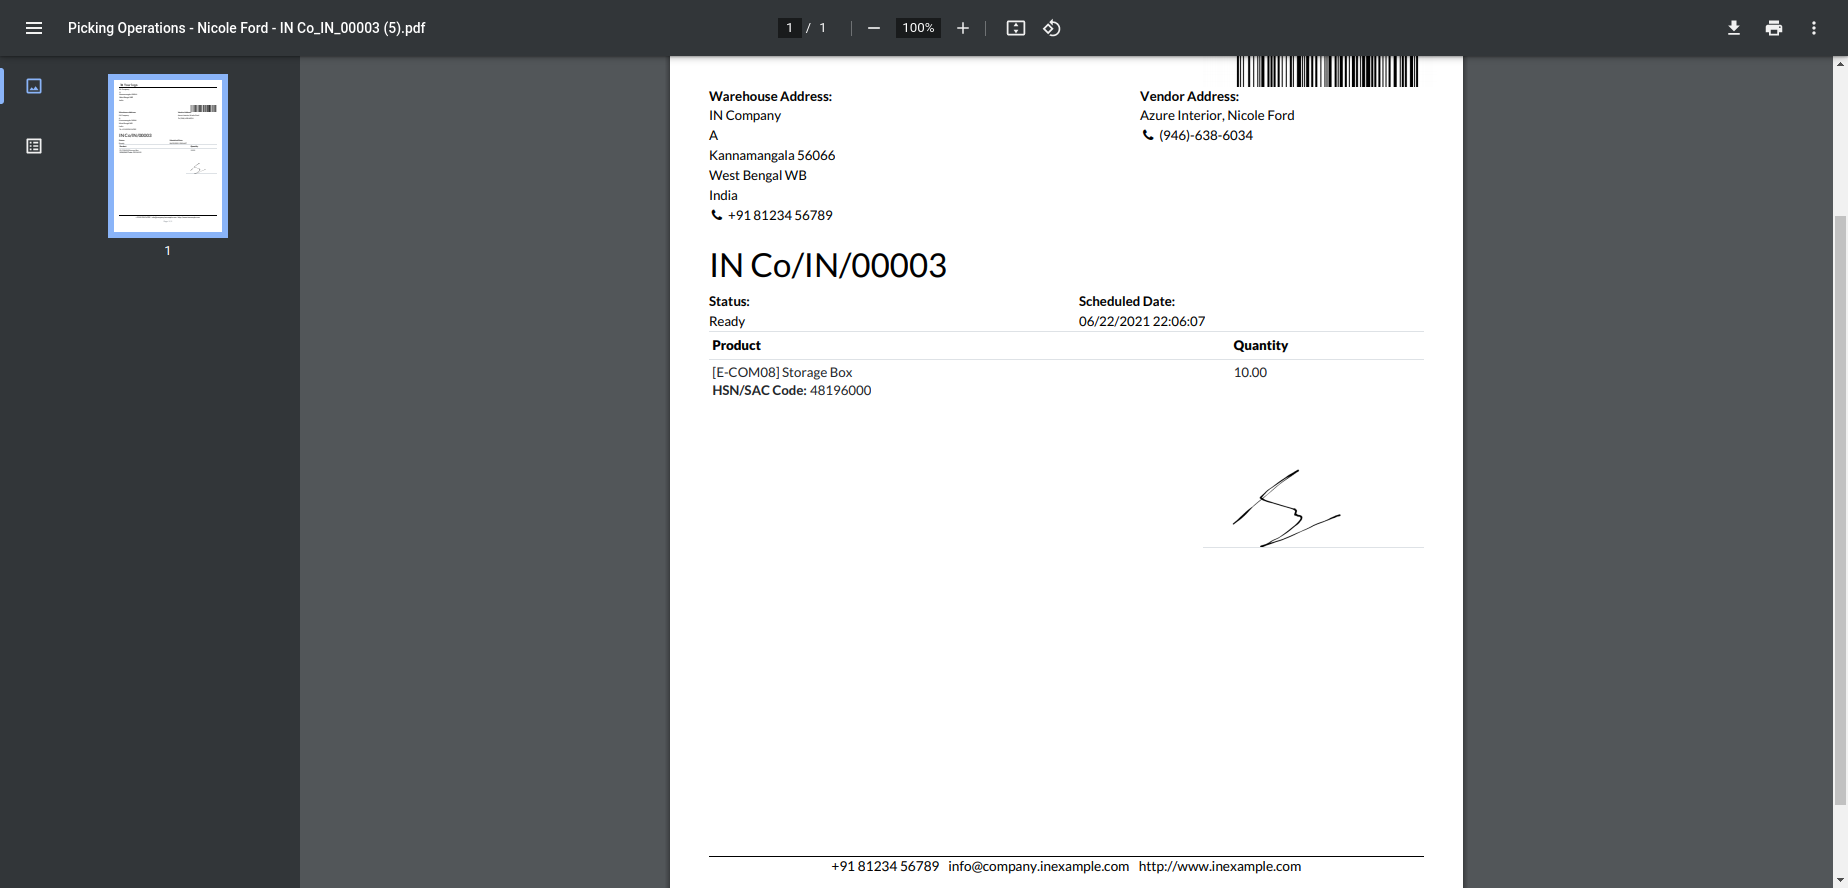 Picking Operations - Nicole Ford - IN Co_IN_00003 (5).pdf
1 / 1
100%
1
Warehouse Address:
IN Company
A
Kannamangala 56066
West Bengal WB
India
+91 81234 56789
Vendor Address:
Azure Interior, Nicole Ford
(946)-638-6034
IN Co/IN/00003
Status:
Ready
Scheduled Date:
06/22/2021 22:06:07
Product Quantity
[E-COM08] Storage Box 10.00
HSN/SAC Code: 48196000
+91 81234 56789 info@company.inexample.com http://www.inexample.com